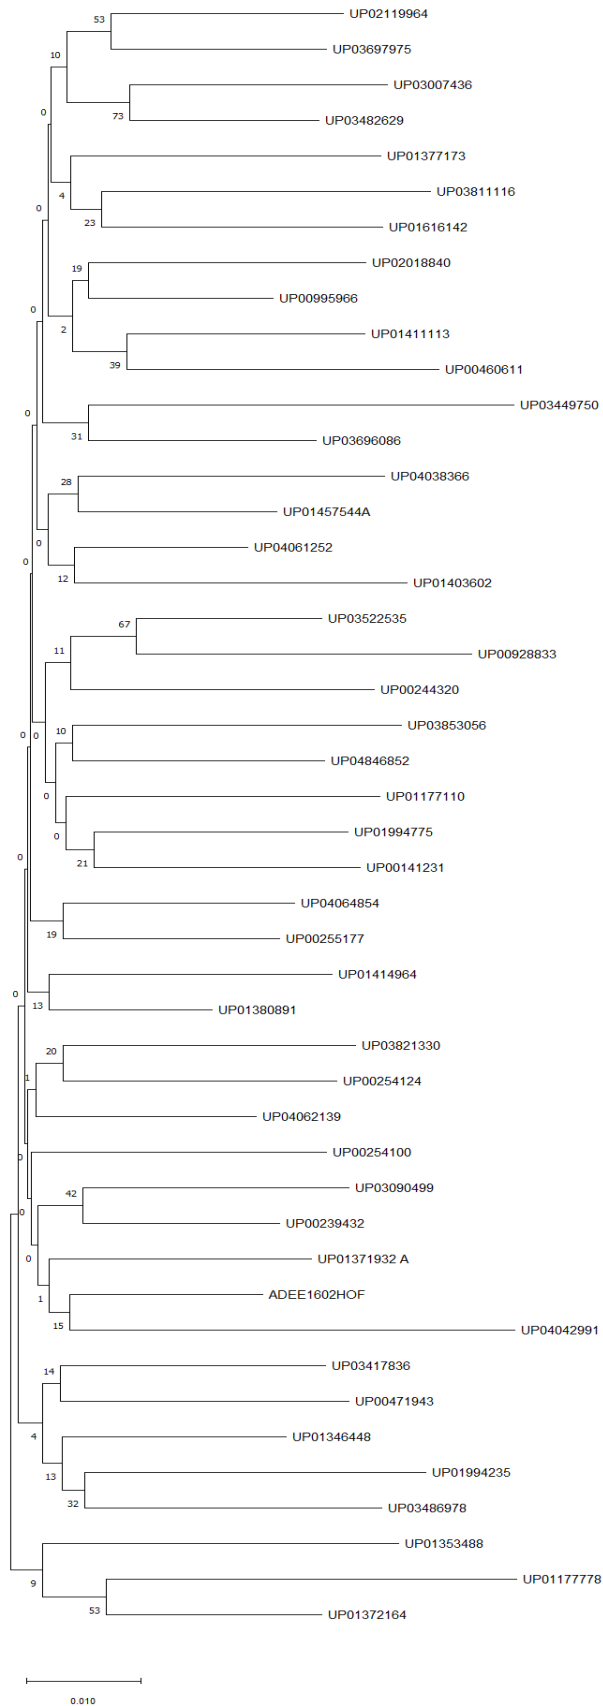 53
UP02119964
UP03697975
10
UP03007436
73
UP03482629
0
UP01377173
4
UP03811116
0
23
UP01616142
19
UP02018840
UP00995966
0
2
UP01411113
39
UP00460611
UP03449750
0
31
UP03696086
28
UP04038366
UP01457544A
0
UP04061252
0
12
UP01403602
67
UP03522535
11
UP00928833
UP00244320
0
0
10
UP03853056
UP04846852
0
UP01177110
0
UP01994775
0
21
UP00141231
UP04064854
19
UP00255177
0
13
UP01414964
UP01380891
20
UP03821330
1
UP00254124
UP04062139
0
UP00254100
42
UP03090499
0
UP00239432
0
UP01371932 A
1
ADEE1602HOF
15
UP04042991
14
UP03417836
UP00471943
4
UP01346448
13
UP01994235
32
UP03486978
UP01353488
9
UP01177778
53
UP01372164
0.010